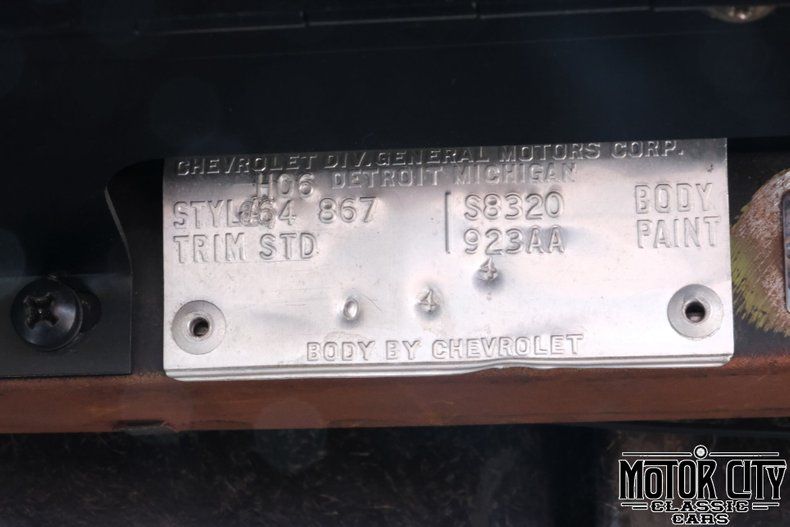 CHEVROLET DIV. GENERAL MOTORS CORP.
H06 DETROIT MICHIGAN
STYLE 64 867 S8320 BODY
TRIM STD 923AA PAINT
0 4 4
BODY BY CHEVROLET
MOTOR CITY
CLASSIC
CARS